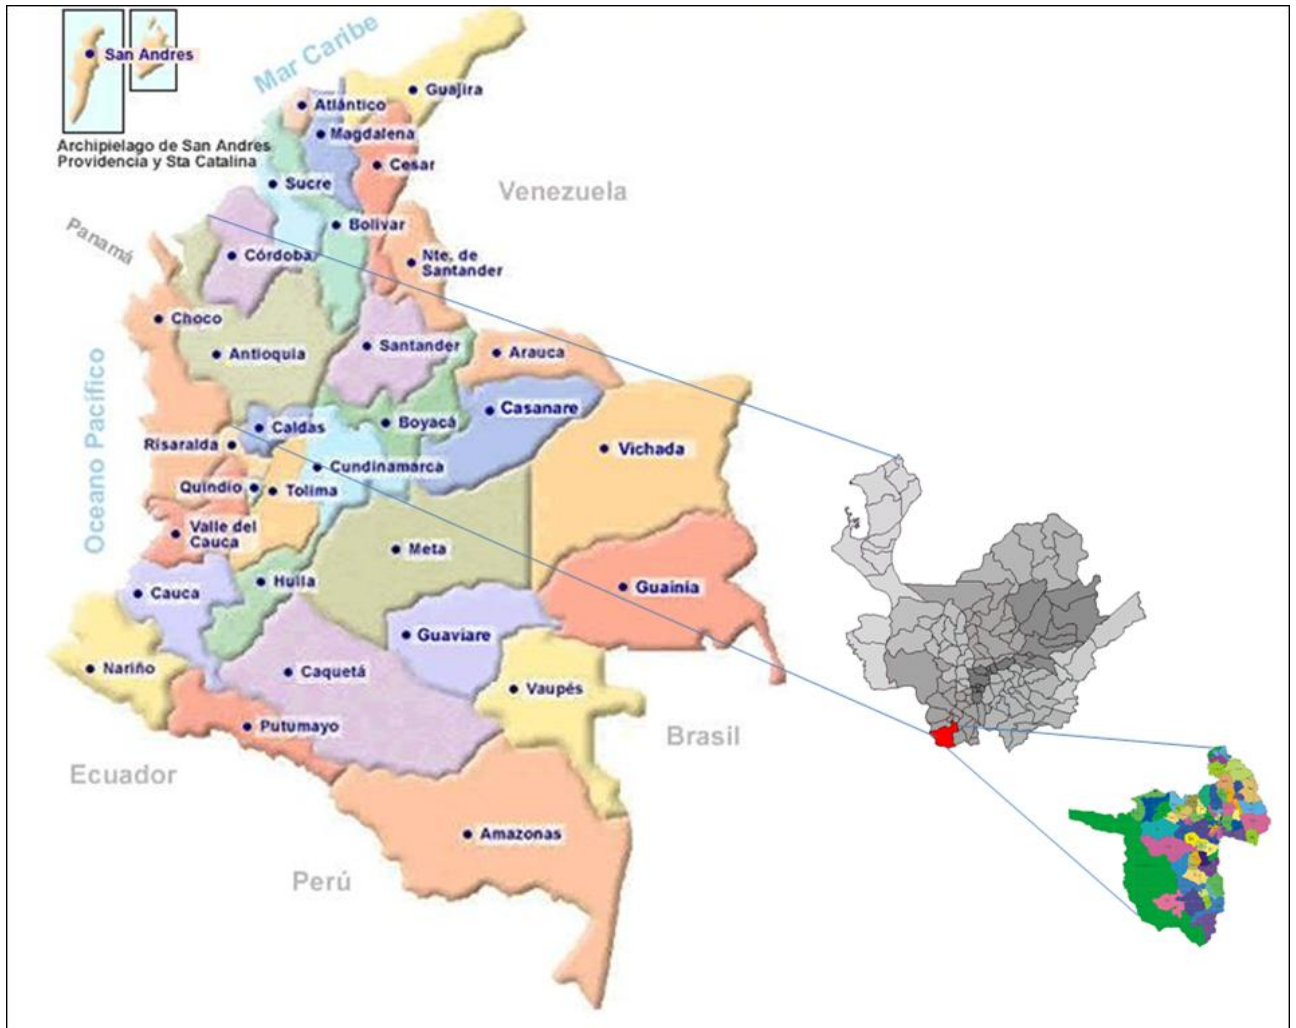 San Andres
Archipielago de San Andres
Providencia y Sta Catalina
Mar Caribe
Guajira
Atlántico
Magdalena
Cesar
Sucre
Venezuela
Bolivar
Panamá
Córdoba
Nte. de
Santander
Choco
Antioquia
Santander
Arauca
Oceano Pacífico
Casanare
Caldas
Boyacá
Risaralda
Vichada
Cundinamarca
Quindio
Tolima
Valle del
Cauca
Meta
Huila
Cauca
Guainia
Guaviare
Nariño
Caquetá
Vaupés
Putumayo
Brasil
Ecuador
Amazonas
Perú